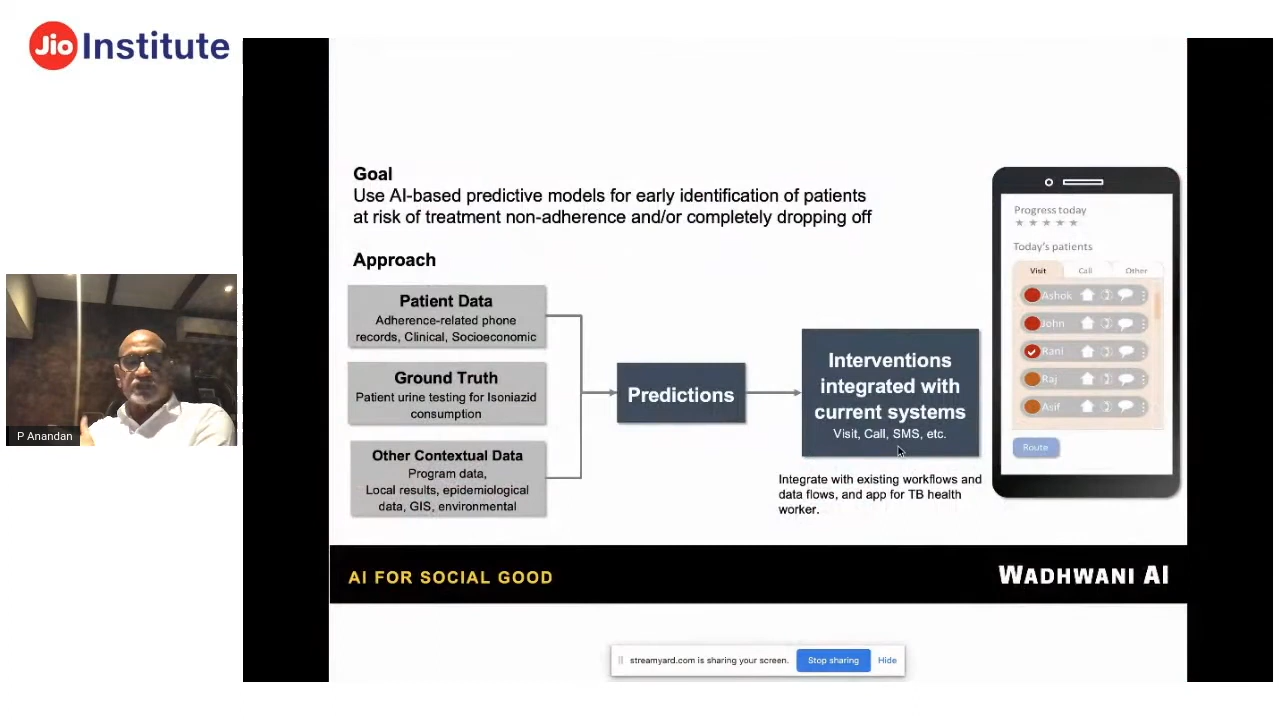 Jio Institute
Goal
Use AI-based predictive models for early identification of patients
at risk of treatment non-adherence and/or completely dropping off
Approach
Patient Data
Adherence-related phone
records, Clinical, Socioeconomic
Ground Truth
Patient urine testing for Isoniazid
consumption
Other Contextual Data
Program data,
Local results, epidemiological
data, GIS, environmental
Predictions
Interventions
integrated with
current systems
Visit, Call, SMS, etc.
Integrate with existing workflows and
data flows, and app for TB health
worker.
Progress today
Today's patients
Visit Call Other
Ashok
John
Rani
Raj
Asif
Route
P Anandan
AI FOR SOCIAL GOOD
WADHWANI AI
streamyard.com is sharing your screen. Stop sharing Hide